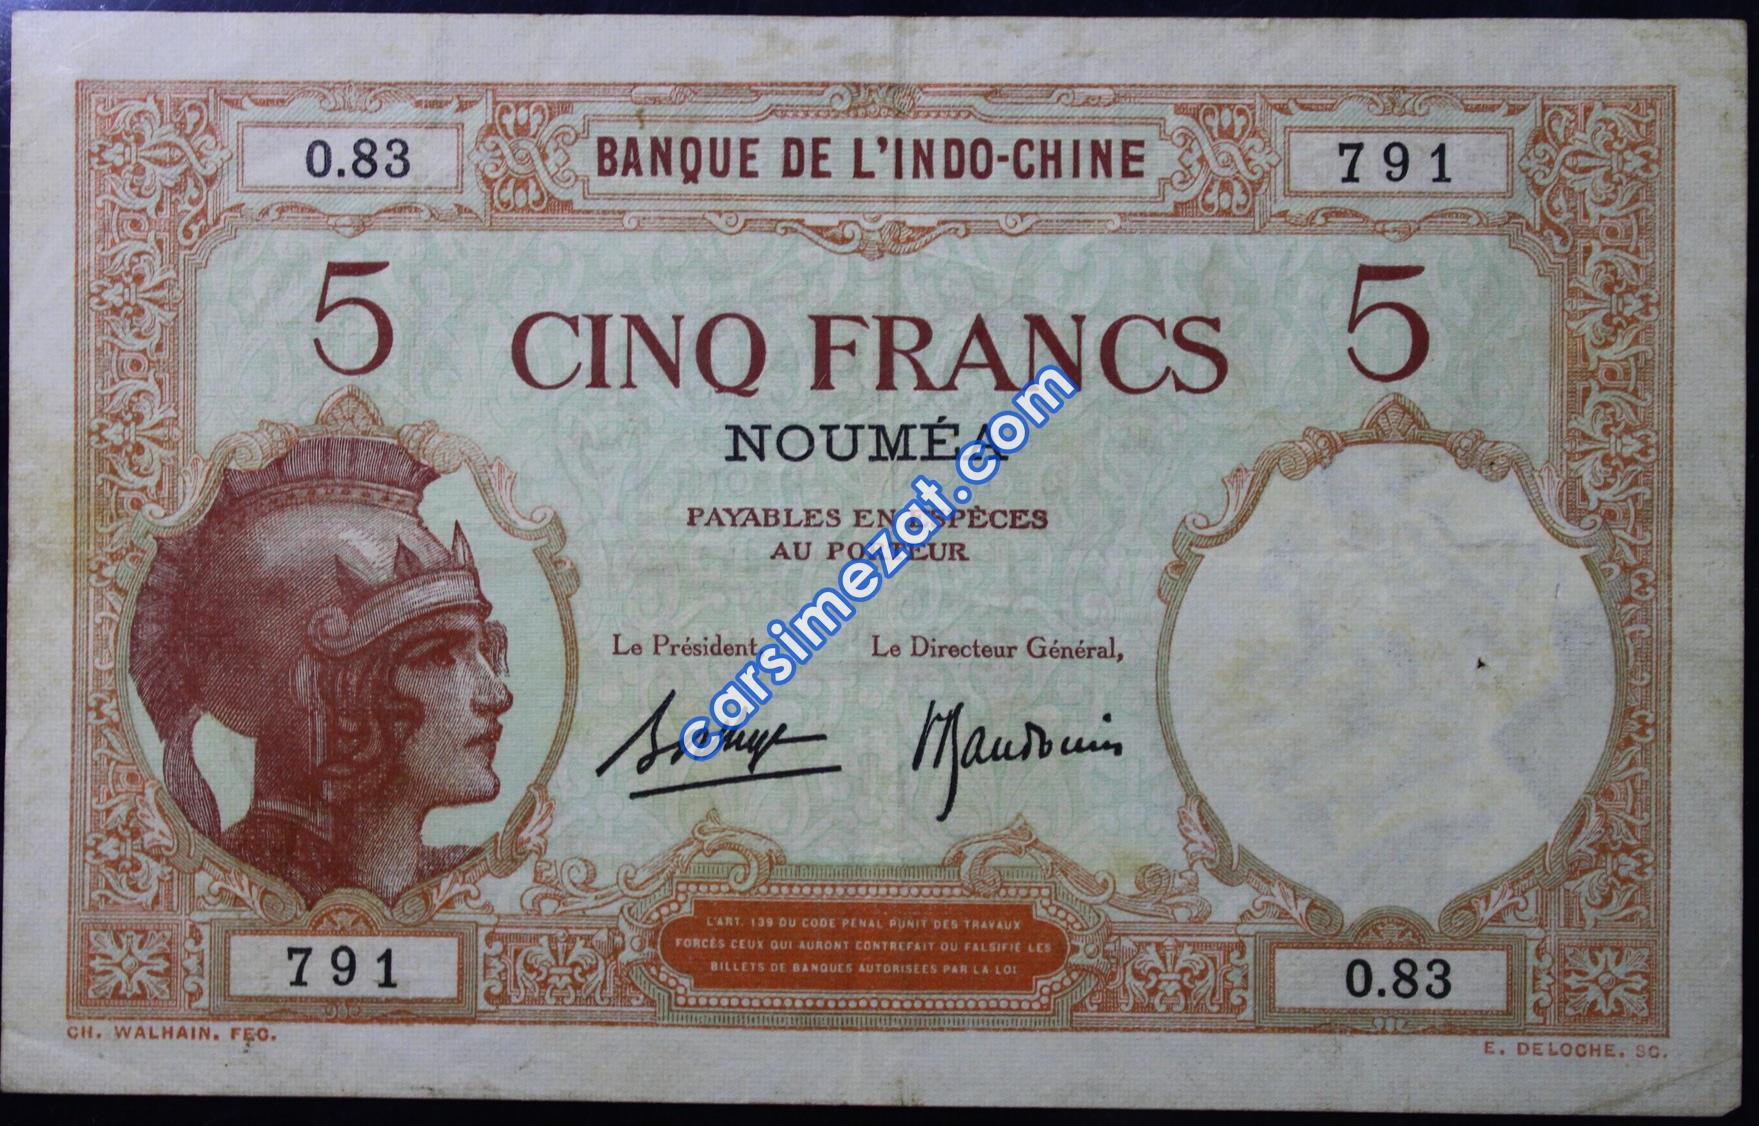 0.83
BANQUE DE L'INDO-CHINE
791
5
CINQ FRANCS
5
NOUMÉA
PAYABLES EN ESPÈCES
AU PORTEUR
carsimezat.com
Le Président,
Le Directeur Général,
L'ART. 139 DU CODE PENAL PUNIT DES TRAVAUX
FORCÉS CEUX QUI AURONT CONTREFAIT OU FALSIFIÉ LES
BILLETS DE BANQUES AUTORISÉES PAR LA LOI
791
0.83
CH. WALHAIN. FEC.
E. DELOCHE. SC.